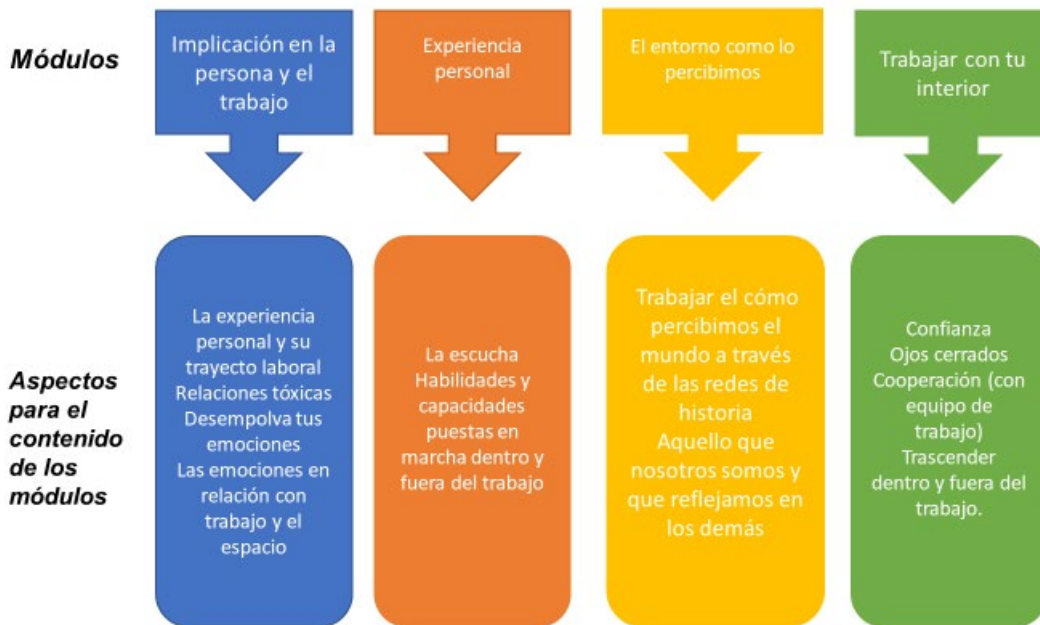 Módulos
Implicación en la
persona y el
trabajo
Experiencia
personal
El entorno como lo
percibimos
Trabajar con tu
interior
Aspectos
para el
contenido
de los
módulos
La experiencia
personal y su
trayecto laboral
Relaciones tóxicas
Desempolva tus
emociones
Las emociones en
relación con
trabajo y el
espacio
La escucha
Habilidades y
capacidades
puestas en
marcha dentro y
fuera del trabajo
Trabajar el cómo
percibimos el
mundo a través
de las redes de
historia
Aquello que
nosotros somos y
que reflejamos en
los demás
Confianza
Ojos cerrados
Cooperación (con
equipo de
trabajo)
Trascender
dentro y fuera del
trabajo.